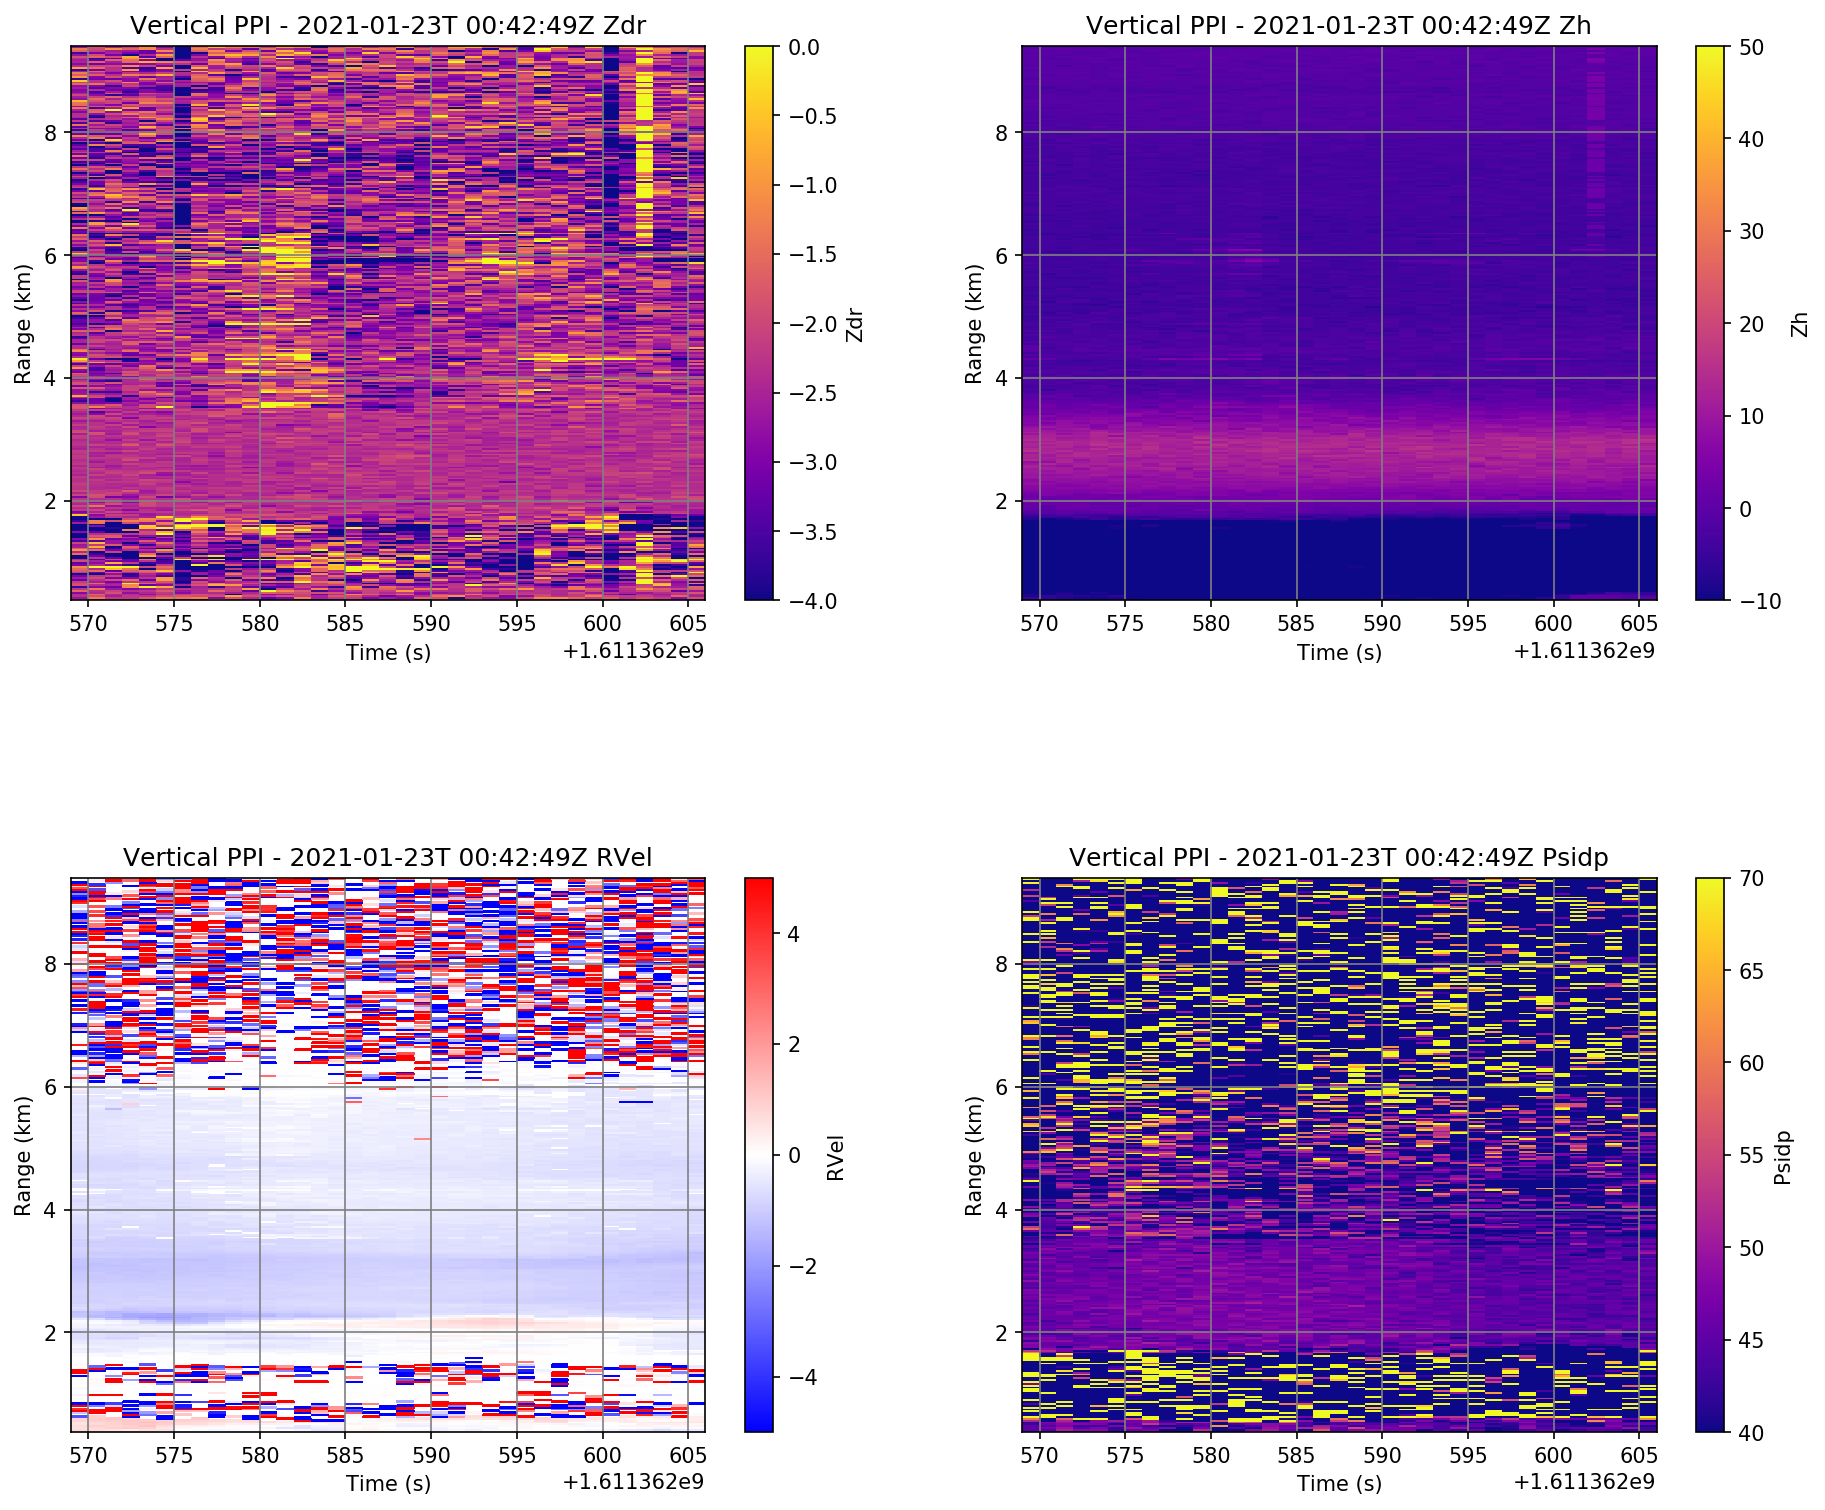 Vertical PPI - 2021-01-23T 00:42:49Z Zdr
8
6
4
2
Range (km)
570 575 580 585 590 595 600 605
Time (s)
+1.611362e9
0.0
−0.5
−1.0
−1.5
−2.0
−2.5
−3.0
−3.5
−4.0
Zdr
Vertical PPI - 2021-01-23T 00:42:49Z Zh
8
6
4
2
Range (km)
570 575 580 585 590 595 600 605
Time (s)
+1.611362e9
50
40
30
20
10
0
−10
Zh
Vertical PPI - 2021-01-23T 00:42:49Z RVel
8
6
4
2
Range (km)
570 575 580 585 590 595 600 605
Time (s)
+1.611362e9
4
2
0
−2
−4
RVel
Vertical PPI - 2021-01-23T 00:42:49Z Psidp
8
6
4
2
Range (km)
570 575 580 585 590 595 600 605
Time (s)
+1.611362e9
70
65
60
55
50
45
40
Psidp